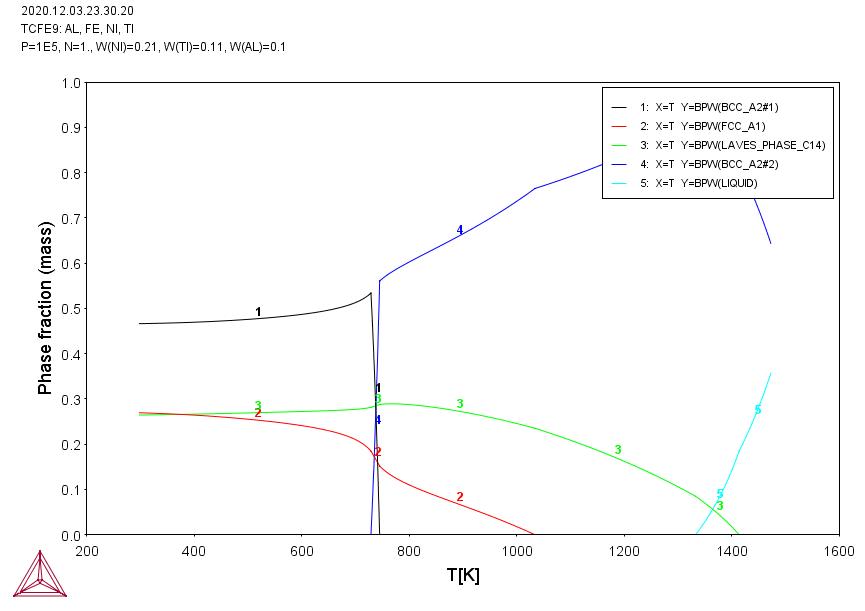 2020.12.03.23.30.20
TCFE9: AL, FE, NI, TI
P=1E5, N=1., W(NI)=0.21, W(TI)=0.11, W(AL)=0.1
1: X=T Y=BPW(BCC_A2#1)
2: X=T Y=BPW(FCC_A1)
3: X=T Y=BPW(LAVES_PHASE_C14)
4: X=T Y=BPW(BCC_A2#2)
5: X=T Y=BPW(LIQUID)
Phase fraction (mass)
1.0
0.9
0.8
0.7
0.6
0.5
0.4
0.3
0.2
0.1
0.0
1
3
2
1
3
4
2
4
3
2
3
5
3
5
200 400 600 800 1000 1200 1400 1600
T[K]